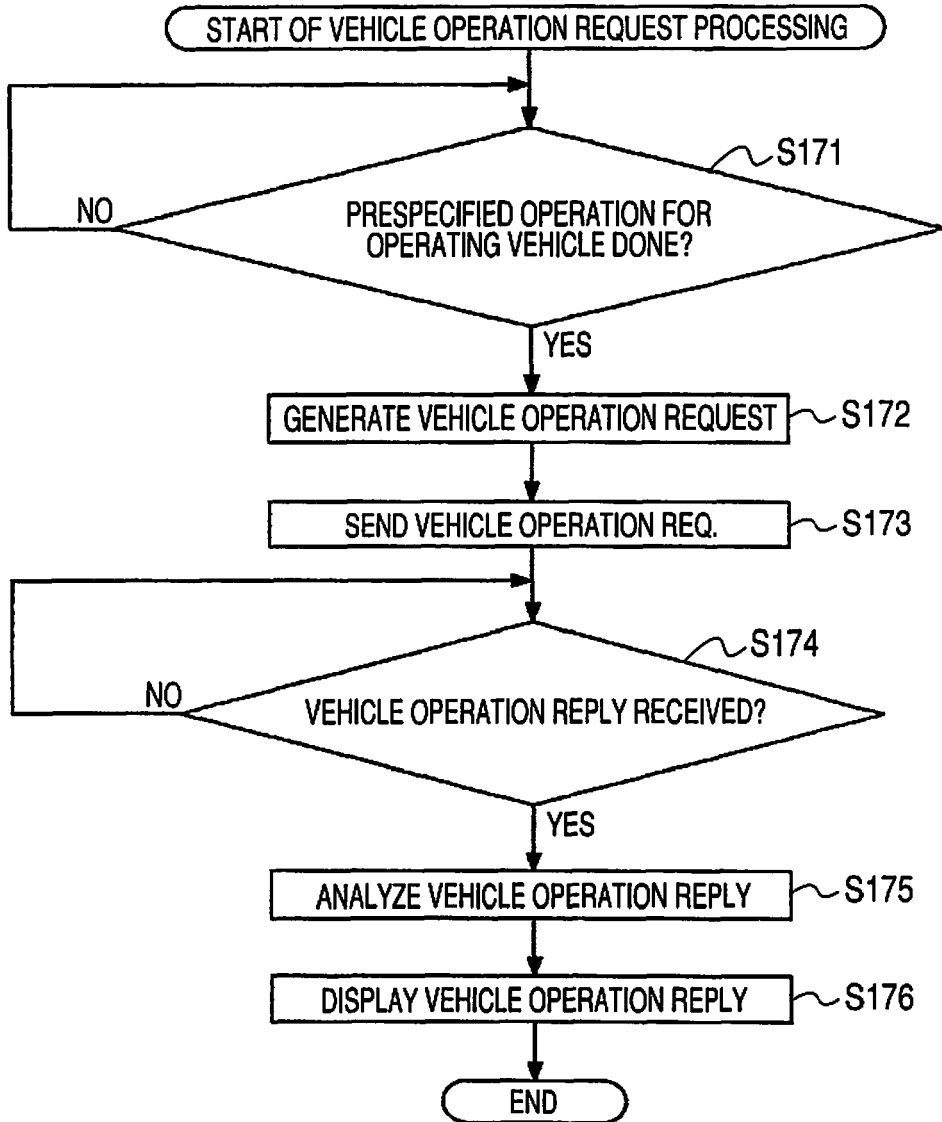 START OF VEHICLE OPERATION REQUEST PROCESSING
S171
PRESPECIFIED OPERATION FOR
OPERATING VEHICLE DONE?
NO
YES
GENERATE VEHICLE OPERATION REQUEST
S172
SEND VEHICLE OPERATION REQ.
S173
S174
VEHICLE OPERATION REPLY RECEIVED?
NO
YES
ANALYZE VEHICLE OPERATION REPLY
S175
DISPLAY VEHICLE OPERATION REPLY
S176
END